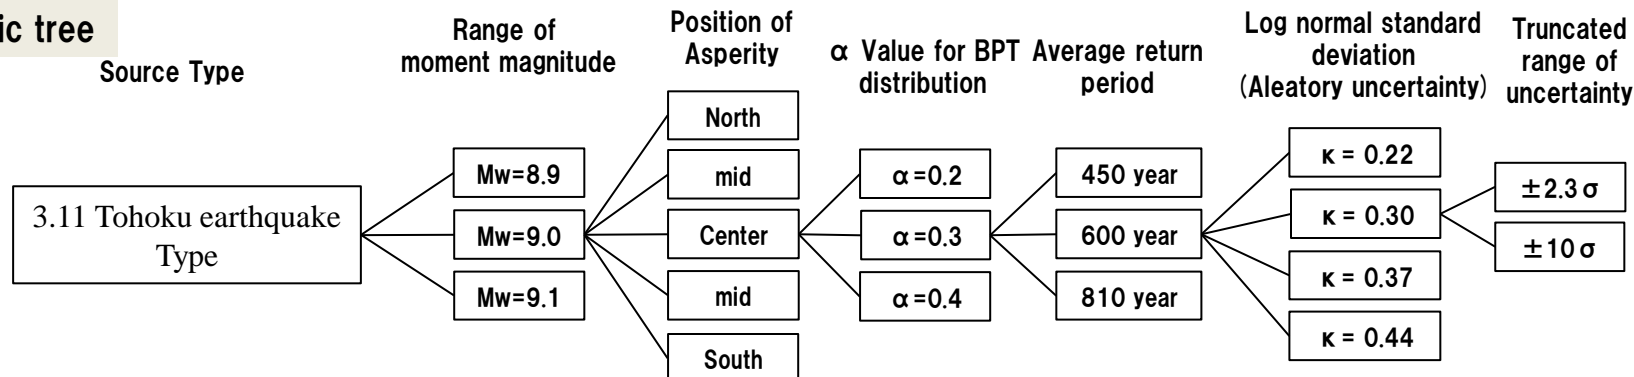 ic tree
Source Type
Range of
moment magnitude
Position of
Asperity
α Value for BPT
distribution
Average return
period
Log normal standard
deviation
(Aleatory uncertainty)
Truncated
range of
uncertainty
3.11 Tohoku earthquake
Type
Mw=8.9
Mw=9.0
Mw=9.1
North
mid
Center
mid
South
α=0.2
α=0.3
α=0.4
450 year
600 year
810 year
κ = 0.22
κ = 0.30
κ = 0.37
κ = 0.44
±2.3σ
±10σ